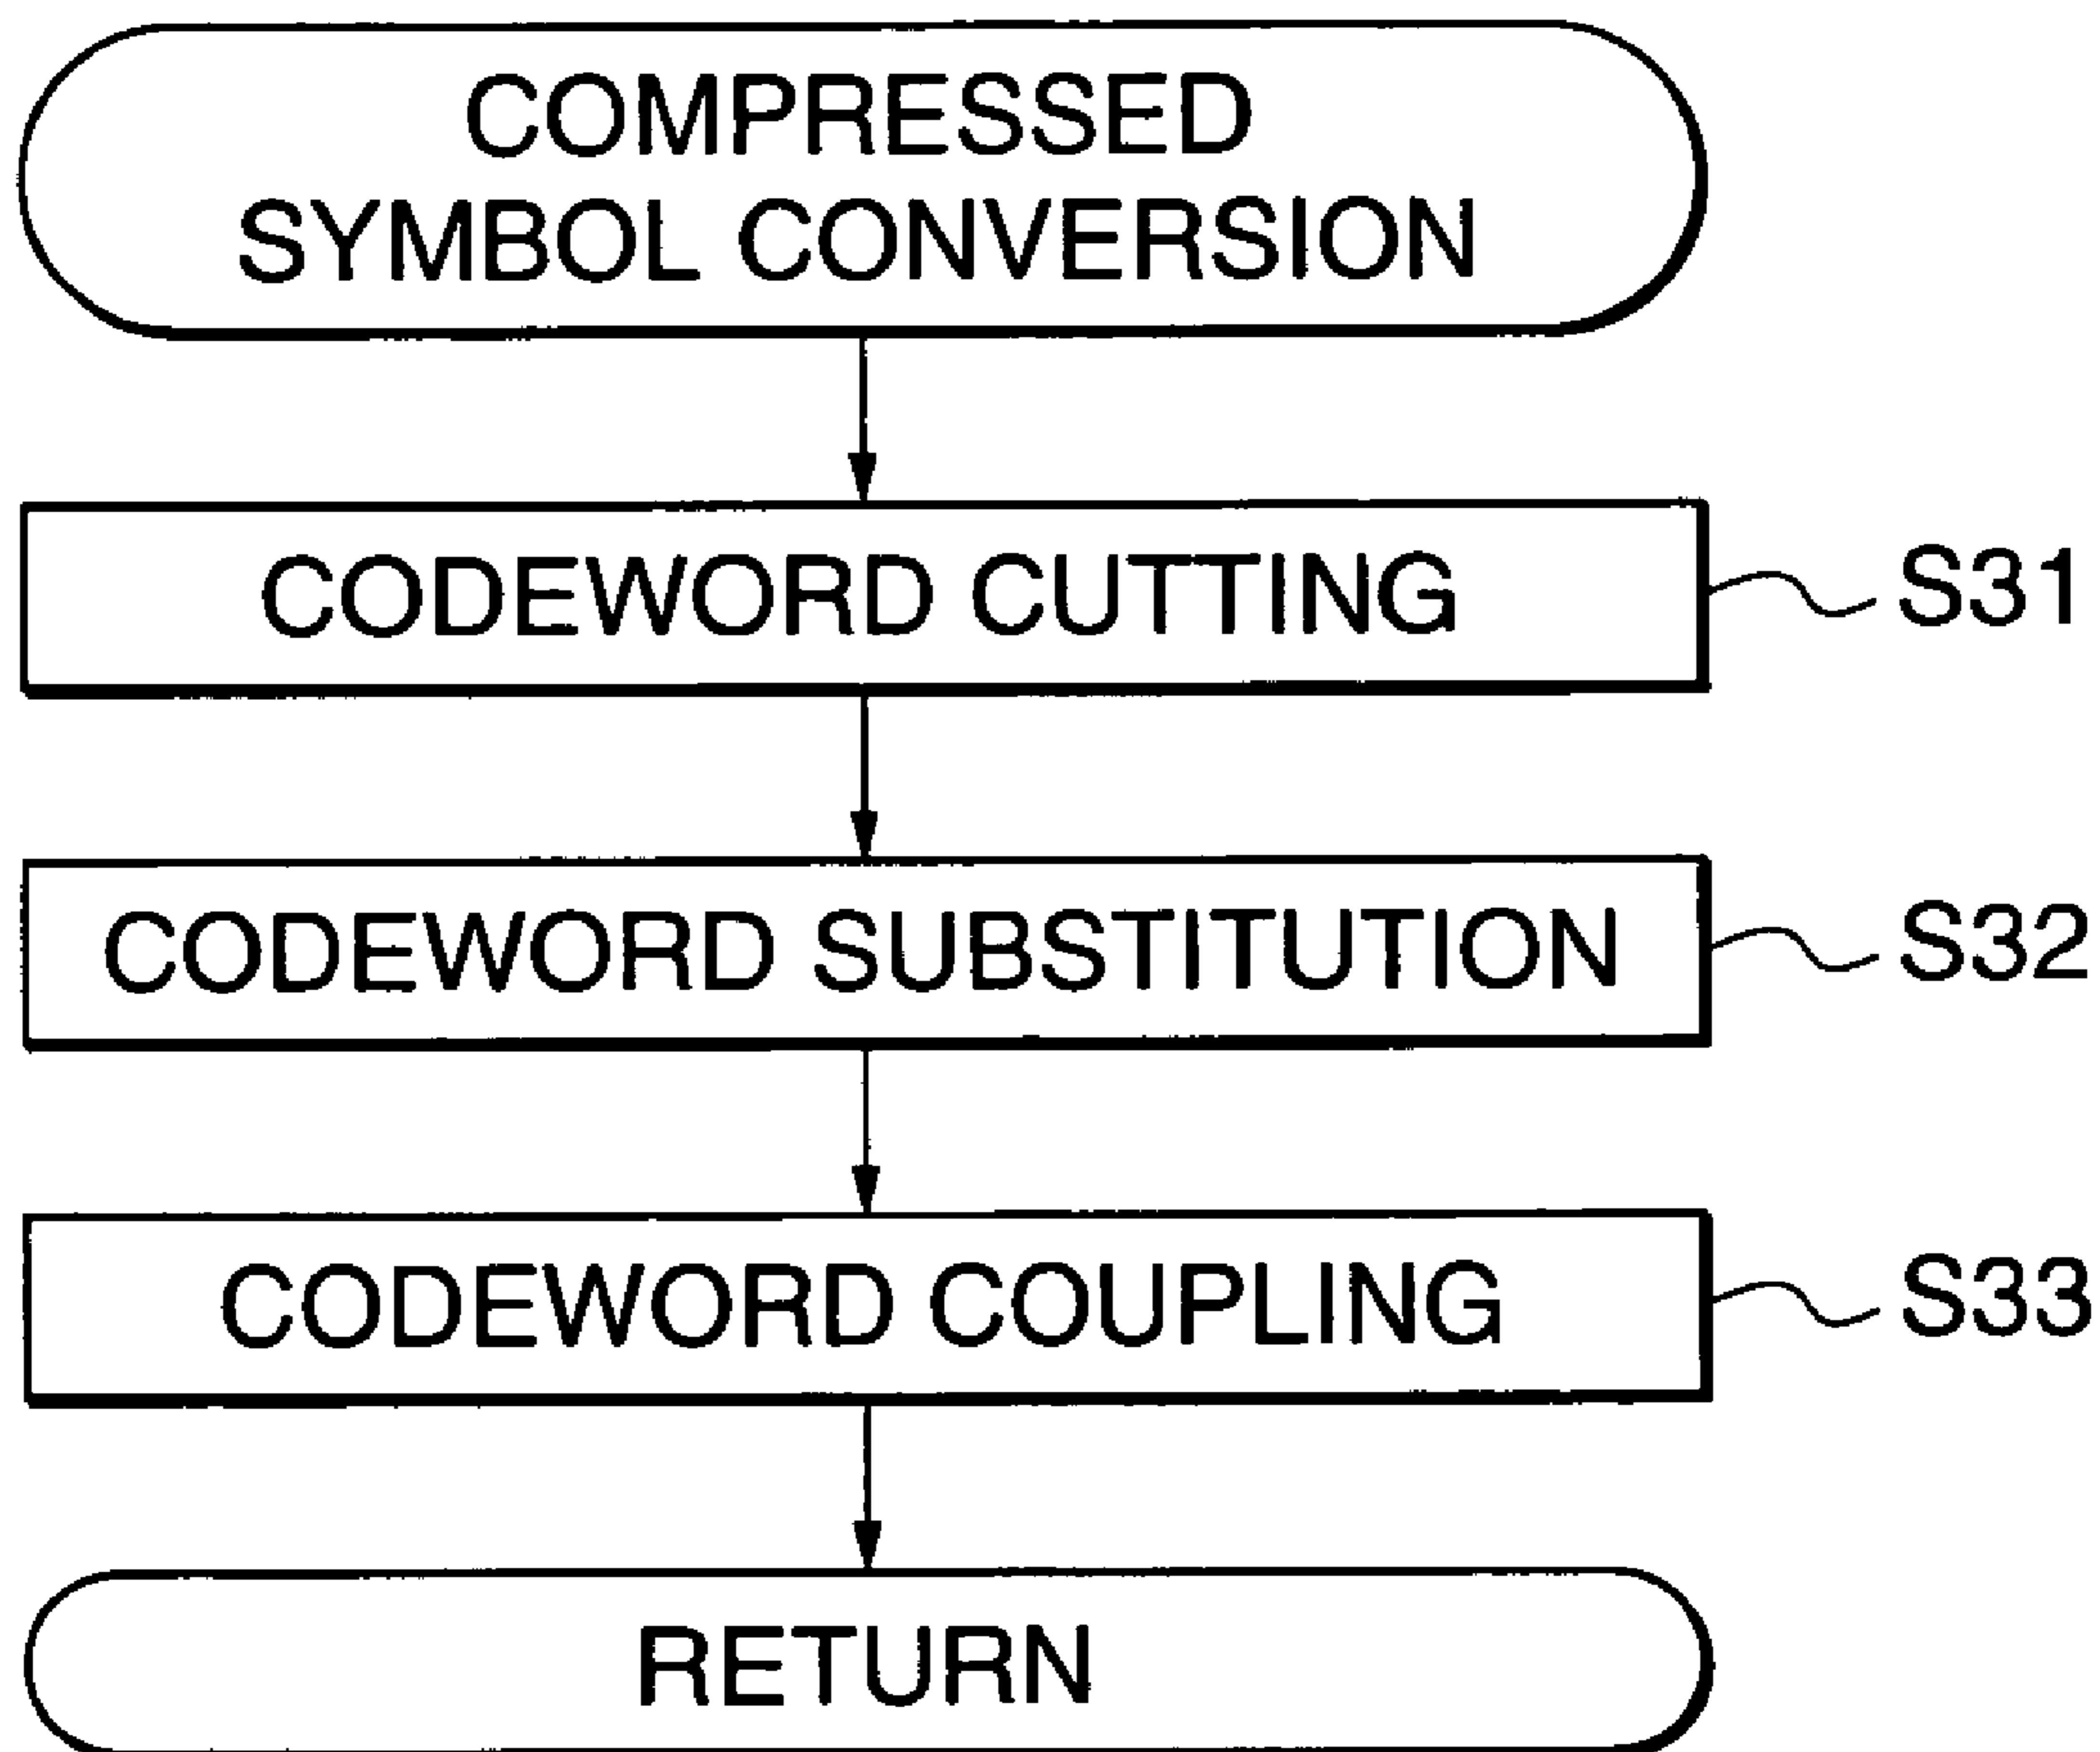 COMPRESSED
SYMBOL CONVERSION
CODEWORD CUTTING S31
CODEWORD SUBSTITUTION S32
CODEWORD COUPLING S33
RETURN